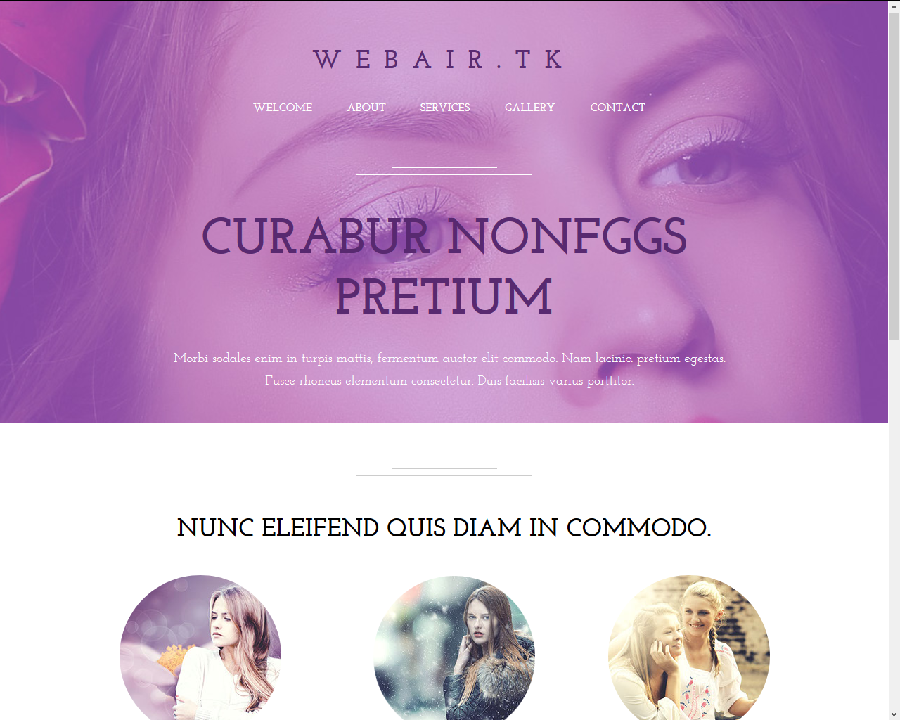 WEBAIR.TK
WELCOME ABOUT SERVICES GALLERY CONTACT
CURABUR NONFGGS
PRETIUM
Morbi sodales enim in turpis mattis, fermentum auctor elit commodo. Nam lacinia pretium egestas.
Fusce rhoncus elementum consectetur. Duis facilisis varius porttitor.
NUNC ELEIFEND QUIS DIAM IN COMMODO.